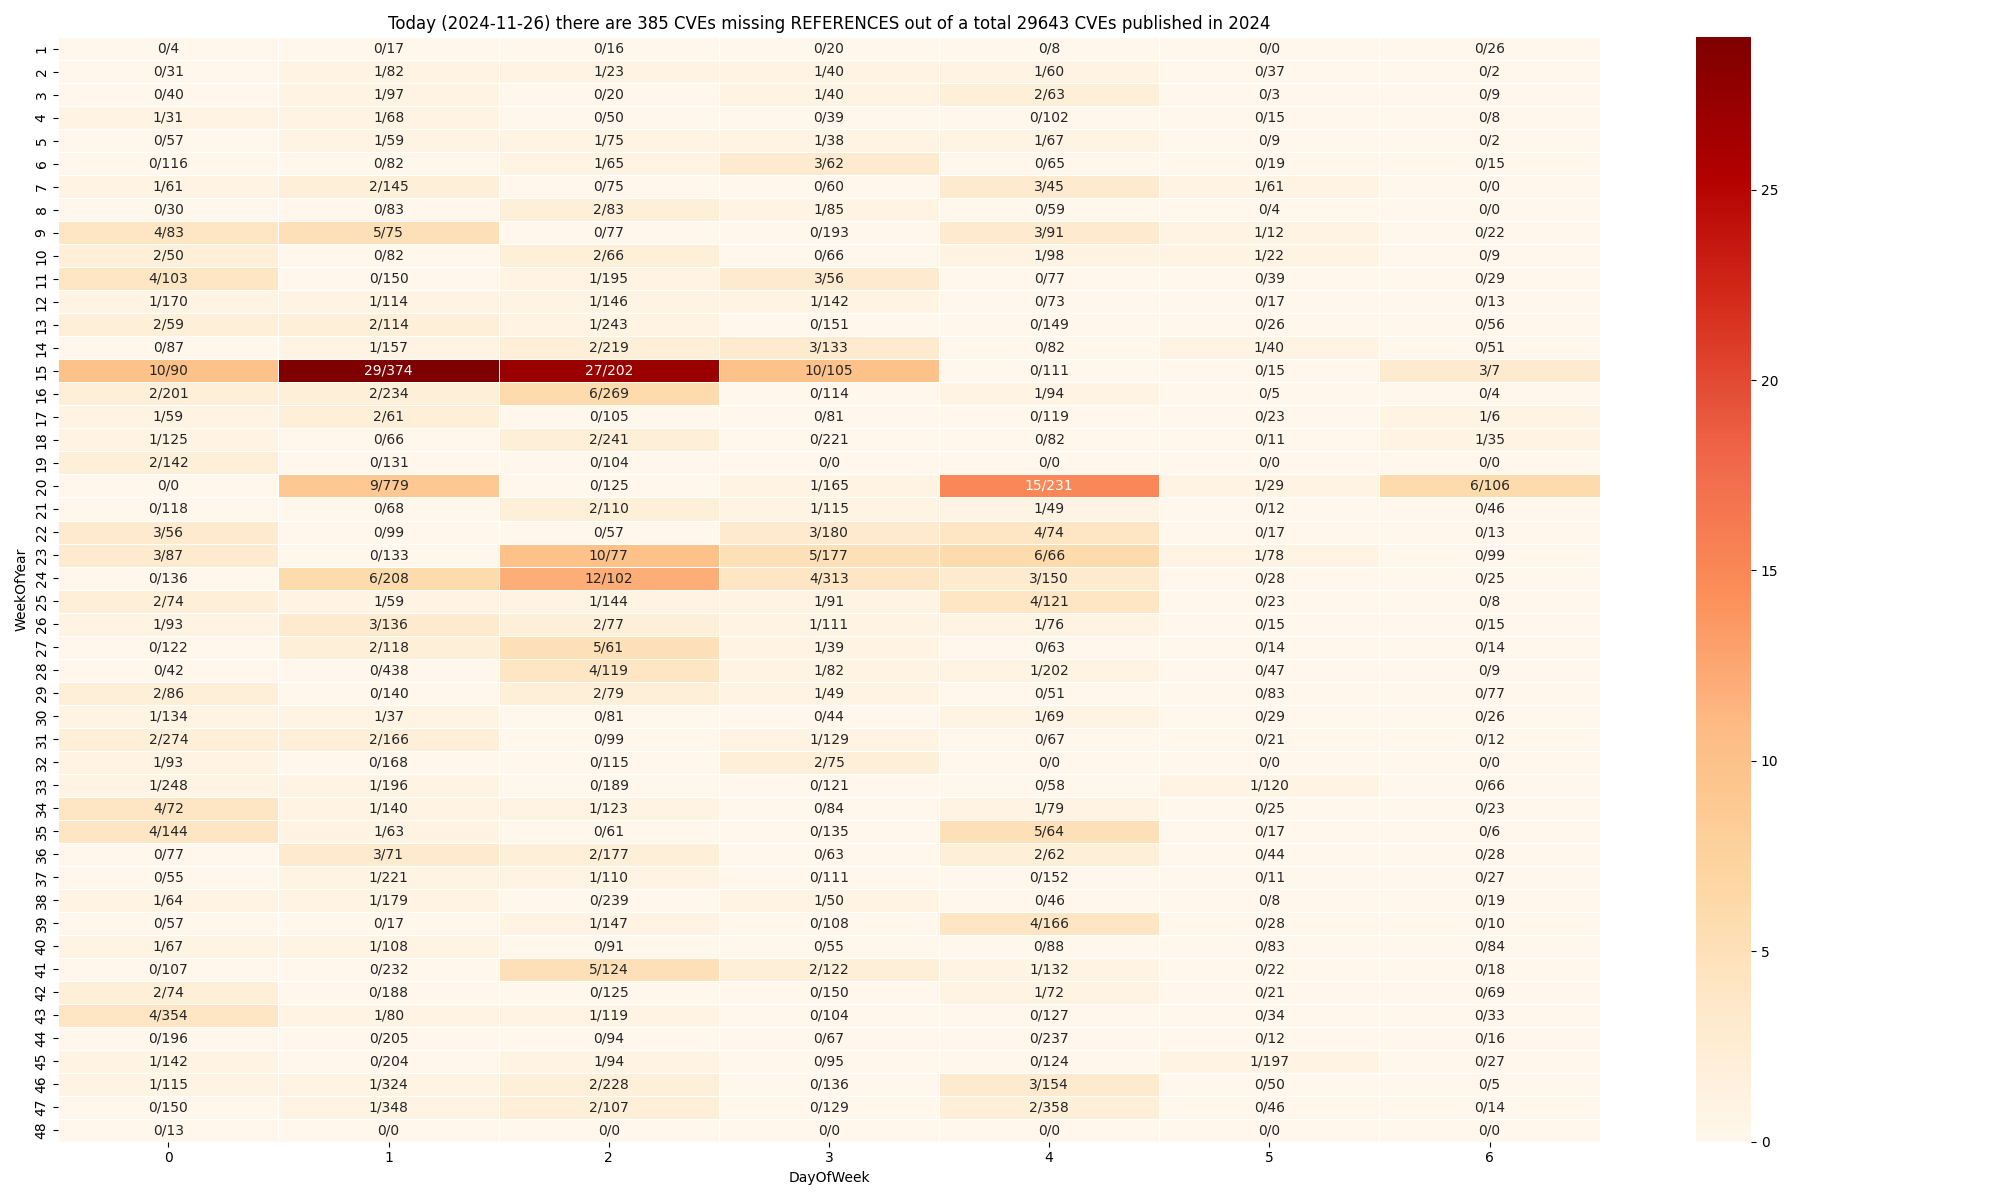 Today (2024-11-26) there are 385 CVEs missing REFERENCES out of a total 29643 CVEs published in 2024
WeekOfYear
1 0/4 0/17 0/16 0/20 0/8 0/0 0/26
2 0/31 1/82 1/23 1/40 1/60 0/37 0/2
3 0/40 1/97 0/20 1/40 2/63 0/3 0/9
4 1/31 1/68 0/50 0/39 0/102 0/15 0/8
5 0/57 1/59 1/75 1/38 1/67 0/9 0/2
6 0/116 0/82 1/65 3/62 0/65 0/19 0/15
7 1/61 2/145 0/75 0/60 3/45 1/61 0/0
8 0/30 0/83 2/83 1/85 0/59 0/4 0/0
9 4/83 5/75 0/77 0/193 3/91 1/12 0/22
10 2/50 0/82 2/66 0/66 1/98 1/22 0/9
11 4/103 0/150 1/195 3/56 0/77 0/39 0/29
12 1/170 1/114 1/146 1/142 0/73 0/17 0/13
13 2/59 2/114 1/243 0/151 0/149 0/26 0/56
14 0/87 1/157 2/219 3/133 0/82 1/40 0/51
15 10/90 29/374 27/202 10/105 0/111 0/15 3/7
16 2/201 2/234 6/269 0/114 1/94 0/5 0/4
17 1/59 2/61 0/105 0/81 0/119 0/23 1/6
18 1/125 0/66 2/241 0/221 0/82 0/11 1/35
19 2/142 0/131 0/104 0/0 0/0 0/0 0/0
20 0/0 9/779 0/125 1/165 15/231 1/29 6/106
21 0/118 0/68 2/110 1/115 1/49 0/12 0/46
22 3/56 0/99 0/57 3/180 4/74 0/17 0/13
23 3/87 0/133 10/77 5/177 6/66 1/78 0/99
24 0/136 6/208 12/102 4/313 3/150 0/28 0/25
25 2/74 1/59 1/144 1/91 4/121 0/23 0/8
26 1/93 3/136 2/77 1/111 1/76 0/15 0/15
27 0/122 2/118 5/61 1/39 0/63 0/14 0/14
28 0/42 0/438 4/119 1/82 1/202 0/47 0/9
29 2/86 0/140 2/79 1/49 0/51 0/83 0/77
30 1/134 1/37 0/81 0/44 1/69 0/29 0/26
31 2/274 2/166 0/99 1/129 0/67 0/21 0/12
32 1/93 0/168 0/115 2/75 0/0 0/0 0/0
33 1/248 1/196 0/189 0/121 0/58 1/120 0/66
34 4/72 1/140 1/123 0/84 1/79 0/25 0/23
35 4/144 1/63 0/61 0/135 5/64 0/17 0/6
36 0/77 3/71 2/177 0/63 2/62 0/44 0/28
37 0/55 1/221 1/110 0/111 0/152 0/11 0/27
38 1/64 1/179 0/239 1/50 0/46 0/8 0/19
39 0/57 0/17 1/147 0/108 4/166 0/28 0/10
40 1/67 1/108 0/91 0/55 0/88 0/83 0/84
41 0/107 0/232 5/124 2/122 1/132 0/22 0/18
42 2/74 0/188 0/125 0/150 1/72 0/21 0/69
43 4/354 1/80 1/119 0/104 0/127 0/34 0/33
44 0/196 0/205 0/94 0/67 0/237 0/12 0/16
45 1/142 0/204 1/94 0/95 0/124 1/197 0/27
46 1/115 1/324 2/228 0/136 3/154 0/50 0/5
47 0/150 1/348 2/107 0/129 2/358 0/46 0/14
48 0/13 0/0 0/0 0/0 0/0 0/0 0/0
0 1 2 3 4 5 6
DayOfWeek
25
20
15
10
5
0